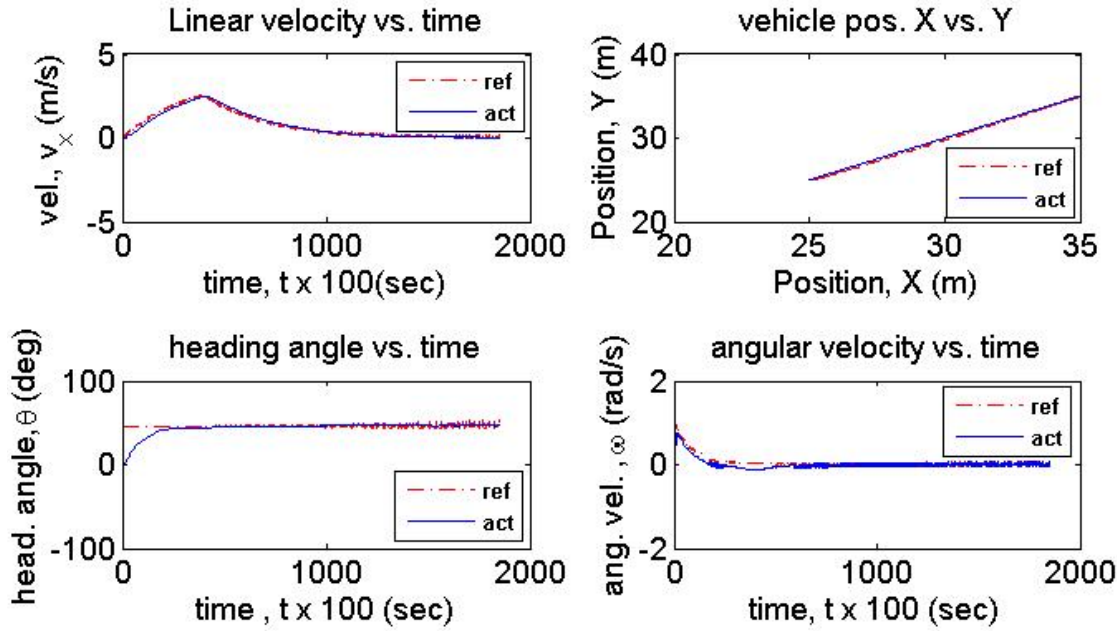 Linear velocity vs. time
5
0
-5
vel., v_x (m/s)
ref
act
0
1000
2000
time, t x 100(sec)
vehicle pos. X vs. Y
40
30
20
Position, Y (m)
ref
act
20
25
30
35
Position, X (m)
heading angle vs. time
100
0
-100
head. angle,θ (deg)
ref
act
0
1000
2000
time , t x 100 (sec)
angular velocity vs. time
2
0
-2
ang. vel. , ω (rad/s)
ref
act
0
1000
2000
time, t x 100 (sec)